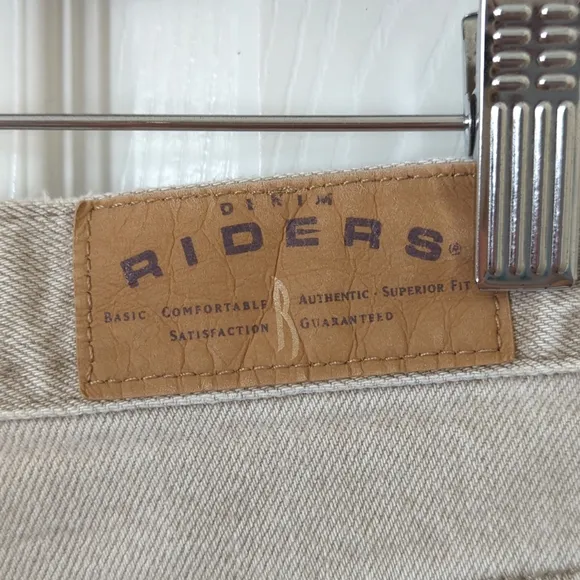 DENIM
RIDERS®
BASIC · COMFORTABLE AUTHENTIC · SUPERIOR FIT
SATISFACTION GUARANTEED